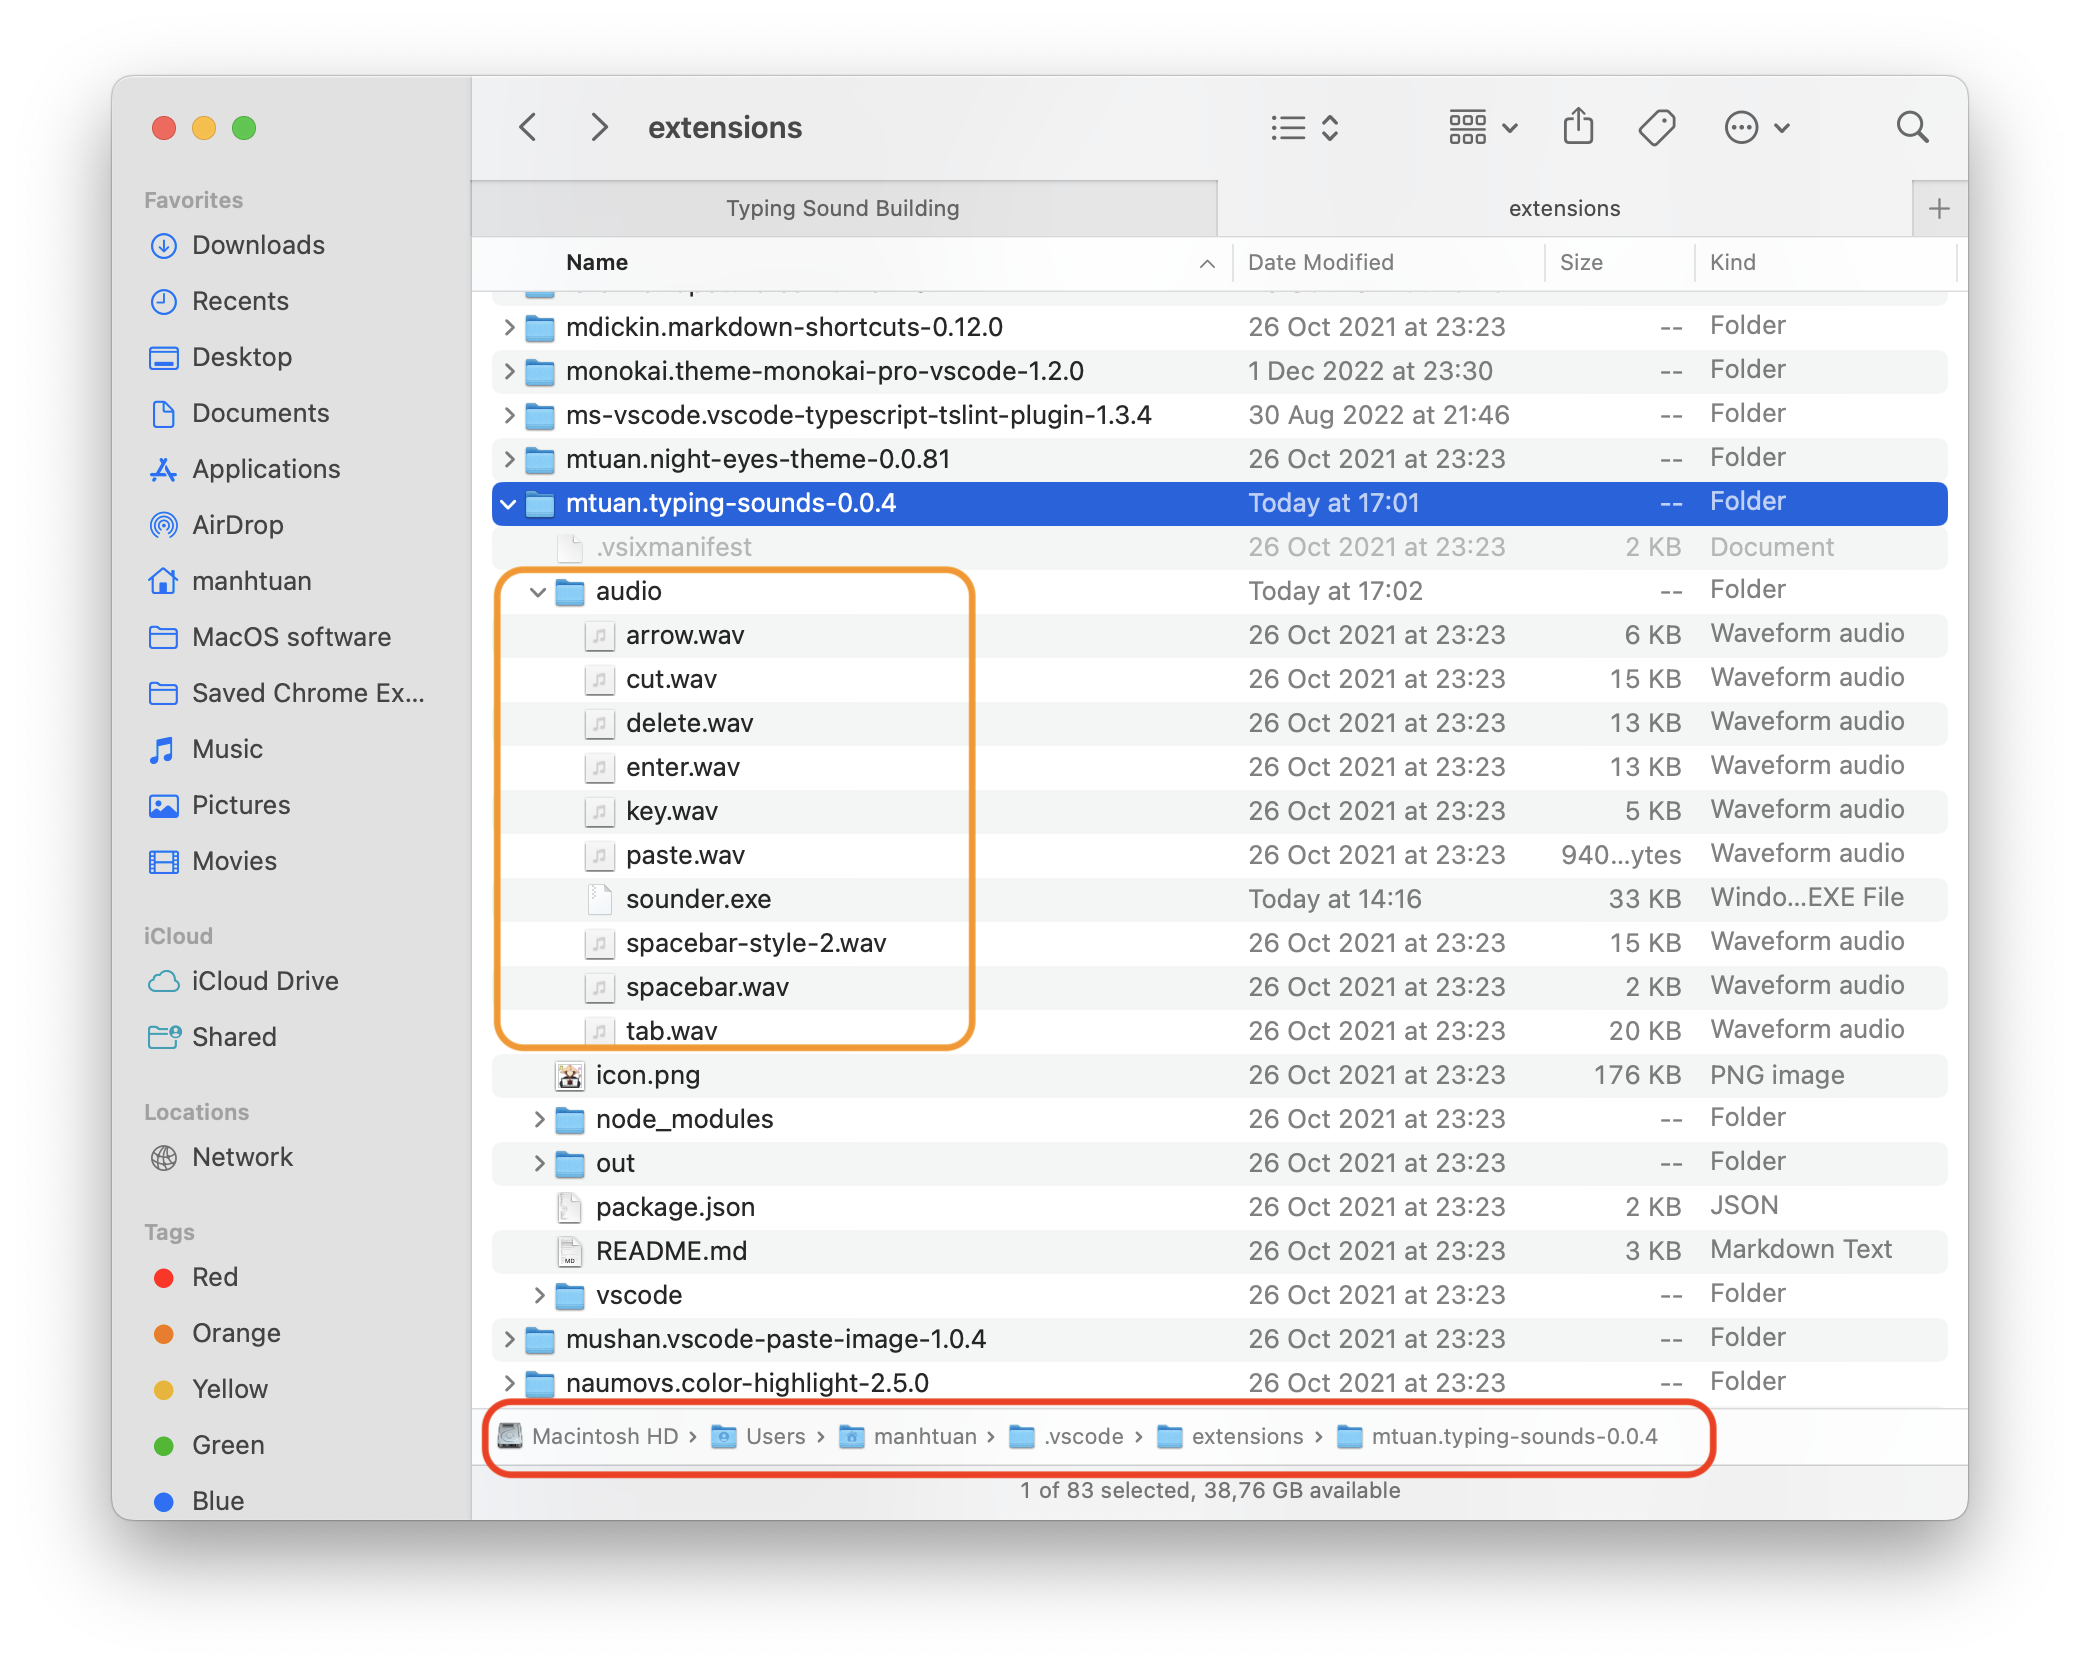 extensions
Typing Sound Building
extensions
Favorites
Downloads
Recents
Desktop
Documents
Applications
AirDrop
manhtuan
MacOS software
Saved Chrome Ex...
Music
Pictures
Movies
iCloud
iCloud Drive
Shared
Locations
Network
Tags
Red
Orange
Yellow
Green
Blue
Name Date Modified Size Kind
mdickin.markdown-shortcuts-0.12.0 26 Oct 2021 at 23:23 -- Folder
monokai.theme-monokai-pro-vscode-1.2.0 1 Dec 2022 at 23:30 -- Folder
ms-vscode.vscode-typescript-tslint-plugin-1.3.4 30 Aug 2022 at 21:46 -- Folder
mtuan.night-eyes-theme-0.0.81 26 Oct 2021 at 23:23 -- Folder
mtuan.typing-sounds-0.0.4 Today at 17:01 -- Folder
.vsixmanifest 26 Oct 2021 at 23:23 2 KB Document
audio Today at 17:02 -- Folder
arrow.wav 26 Oct 2021 at 23:23 6 KB Waveform audio
cut.wav 26 Oct 2021 at 23:23 15 KB Waveform audio
delete.wav 26 Oct 2021 at 23:23 13 KB Waveform audio
enter.wav 26 Oct 2021 at 23:23 13 KB Waveform audio
key.wav 26 Oct 2021 at 23:23 5 KB Waveform audio
paste.wav 26 Oct 2021 at 23:23 940...ytes Waveform audio
sounder.exe Today at 14:16 33 KB Windo...EXE File
spacebar-style-2.wav 26 Oct 2021 at 23:23 15 KB Waveform audio
spacebar.wav 26 Oct 2021 at 23:23 2 KB Waveform audio
tab.wav 26 Oct 2021 at 23:23 20 KB Waveform audio
icon.png 26 Oct 2021 at 23:23 176 KB PNG image
node_modules 26 Oct 2021 at 23:23 -- Folder
out 26 Oct 2021 at 23:23 -- Folder
package.json 26 Oct 2021 at 23:23 2 KB JSON
README.md 26 Oct 2021 at 23:23 3 KB Markdown Text
vscode 26 Oct 2021 at 23:23 -- Folder
mushan.vscode-paste-image-1.0.4 26 Oct 2021 at 23:23 -- Folder
naumovs.color-highlight-2.5.0 26 Oct 2021 at 23:23 -- Folder
Macintosh HD › Users › manhtuan › .vscode › extensions › mtuan.typing-sounds-0.0.4
1 of 83 selected, 38,76 GB available